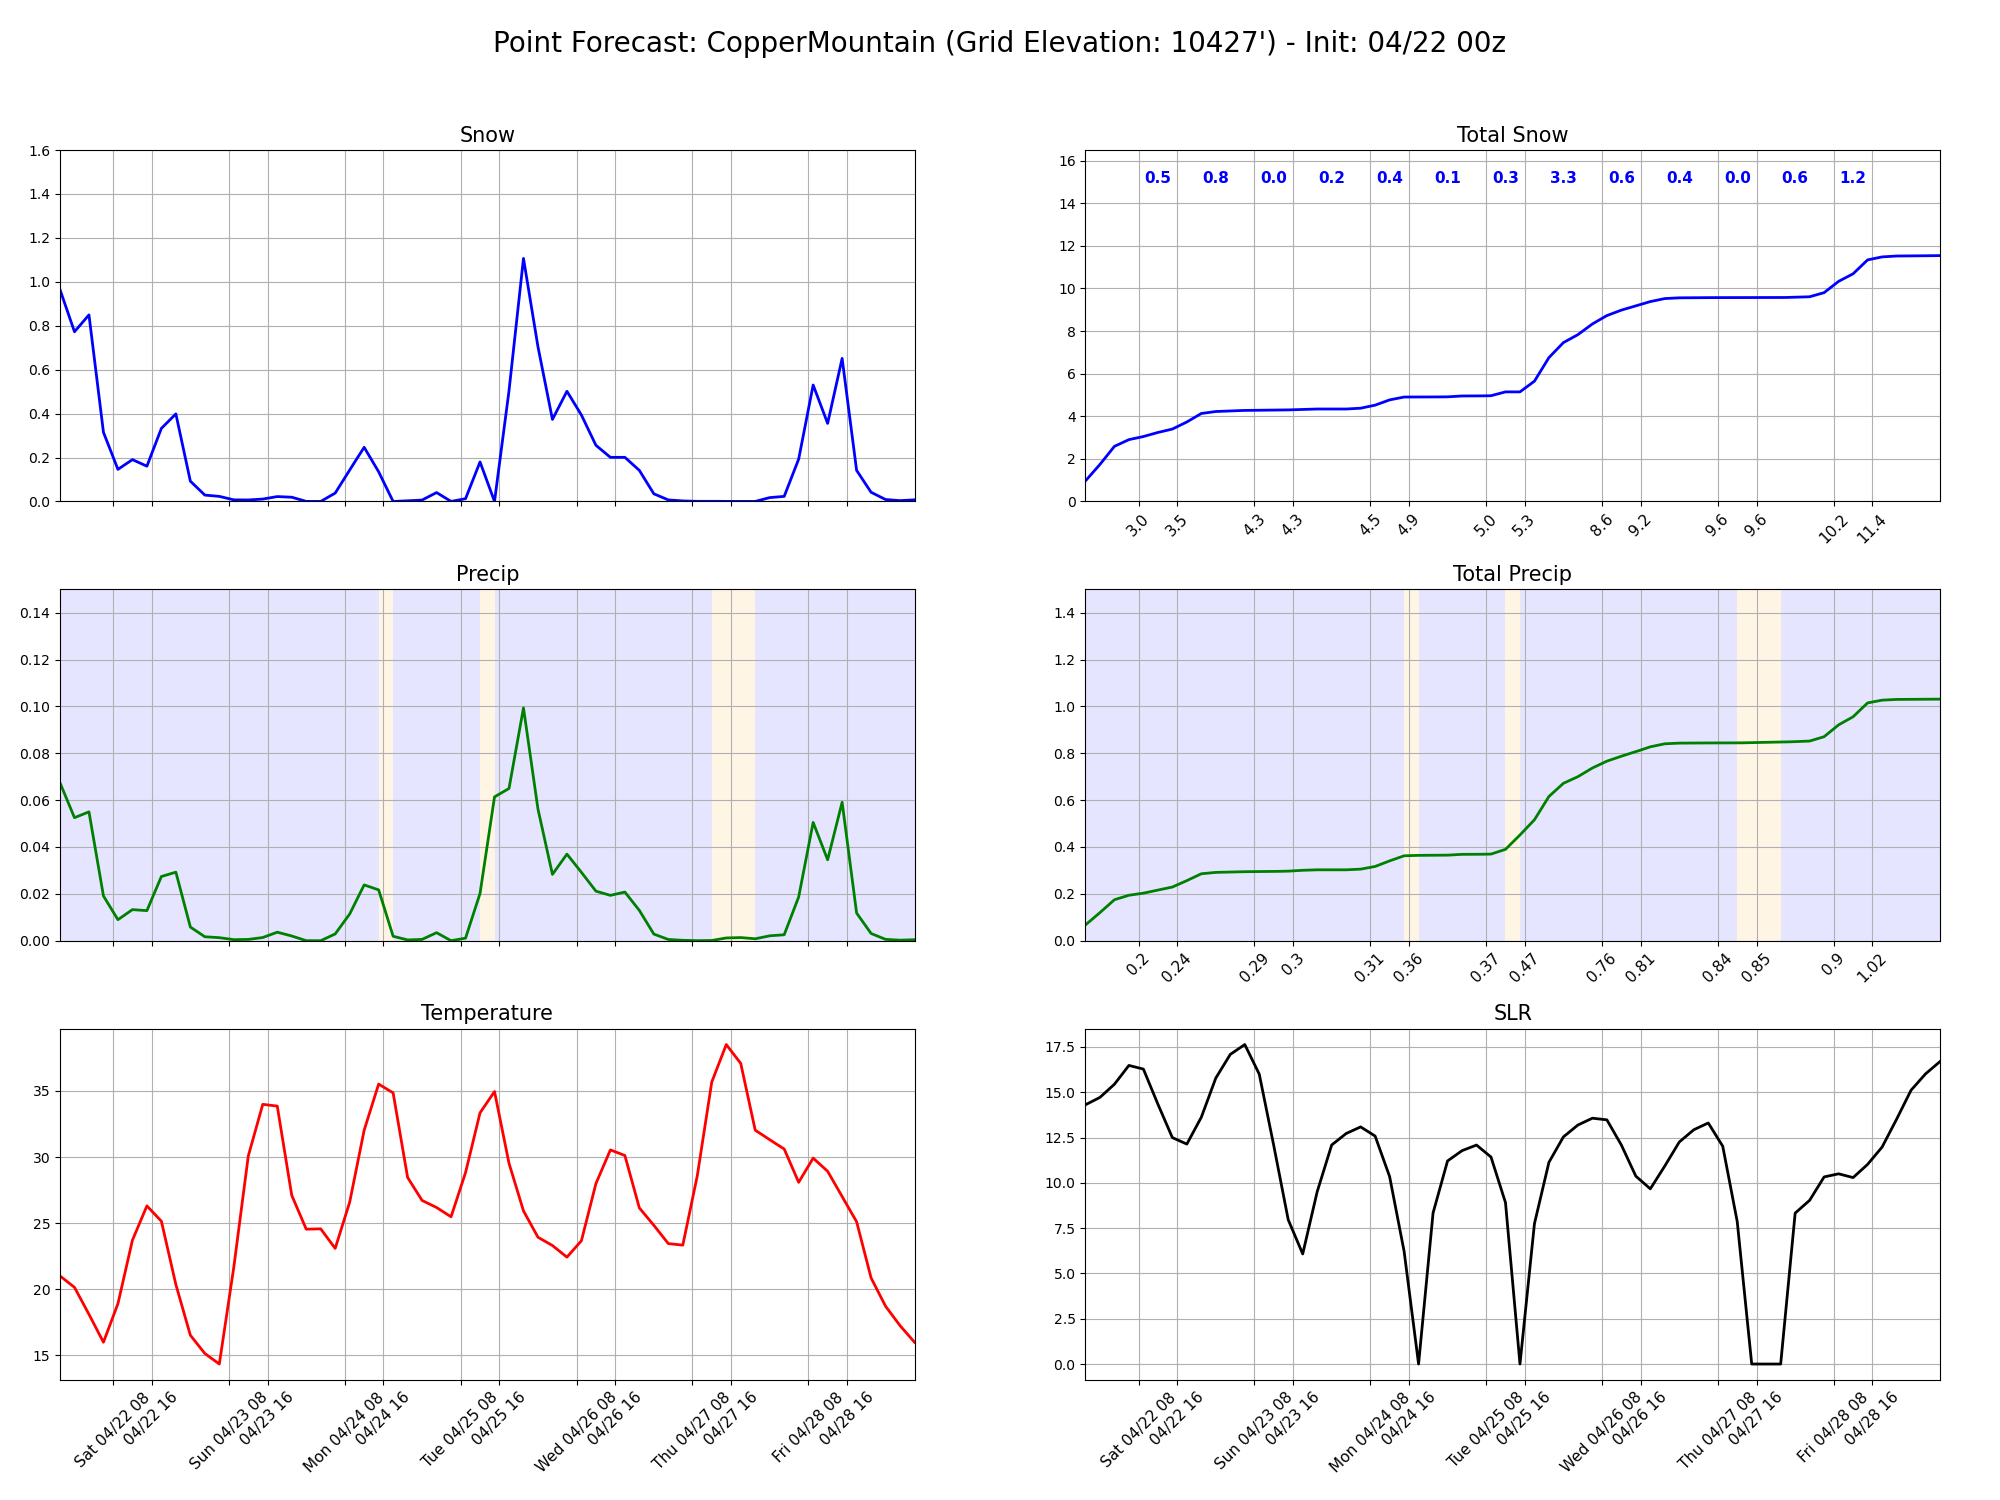 Point Forecast: CopperMountain (Grid Elevation: 10427') - Init: 04/22 00z
Snow
1.6
1.4
1.2
1.0
0.8
0.6
0.4
0.2
0.0
Total Snow
16
14
12
10
8
6
4
2
0
0.5 0.8 0.0 0.2 0.4 0.1 0.3 3.3 0.6 0.4 0.0 0.6 1.2
3.0 3.5 4.3 4.3 4.5 4.9 5.0 5.3 8.6 9.2 9.6 9.6 10.2 11.4
Precip
0.14
0.12
0.10
0.08
0.06
0.04
0.02
0.00
Total Precip
1.4
1.2
1.0
0.8
0.6
0.4
0.2
0.0
0.2 0.24 0.29 0.3 0.31 0.36 0.37 0.47 0.76 0.81 0.84 0.85 0.9 1.02
Temperature
35
30
25
20
15
Sat 04/22 08
04/22 16
Sun 04/23 08
04/23 16
Mon 04/24 08
04/24 16
Tue 04/25 08
04/25 16
Wed 04/26 08
04/26 16
Thu 04/27 08
04/27 16
Fri 04/28 08
04/28 16
SLR
17.5
15.0
12.5
10.0
7.5
5.0
2.5
0.0
Sat 04/22 08
04/22 16
Sun 04/23 08
04/23 16
Mon 04/24 08
04/24 16
Tue 04/25 08
04/25 16
Wed 04/26 08
04/26 16
Thu 04/27 08
04/27 16
Fri 04/28 08
04/28 16